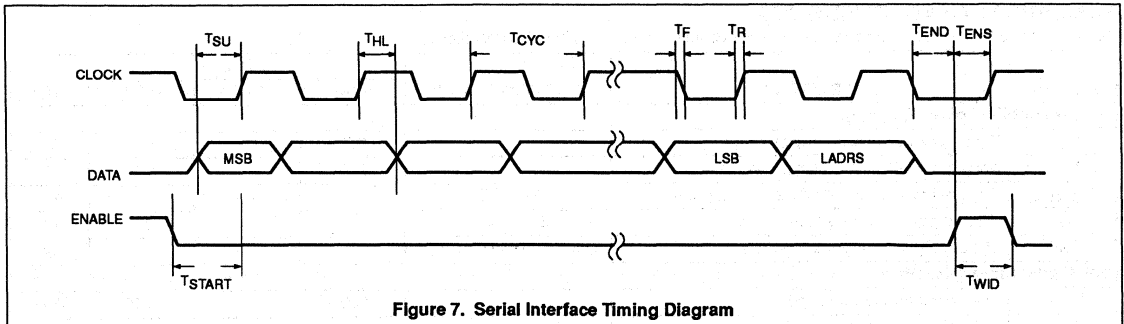 TSU
THL
TCYC
TF
TR
TEND
TENS
CLOCK
MSB
LSB
LADRS
DATA
ENABLE
TSTART
TWID
Figure 7. Serial Interface Timing Diagram